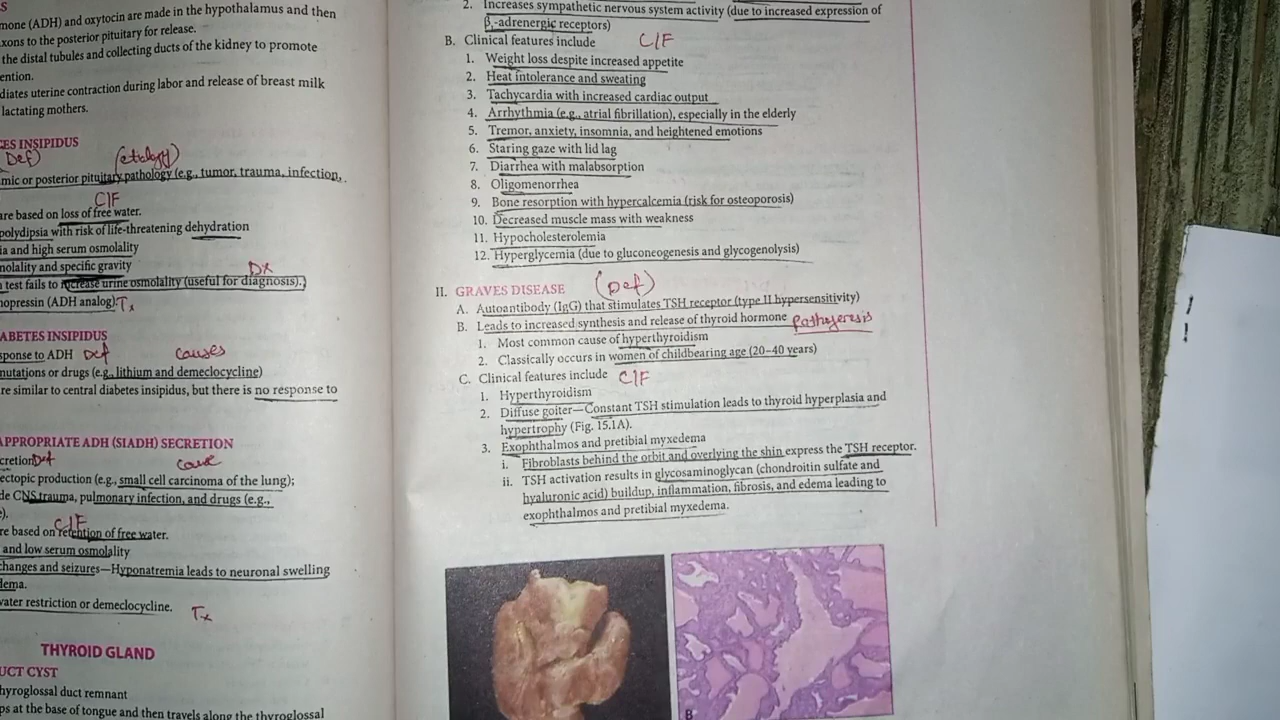 S
mone (ADH) and oxytocin are made in the hypothalamus and then
xons to the posterior pituitary for release.
the distal tubules and collecting ducts of the kidney to promote
ention.
diates uterine contraction during labor and release of breast milk
lactating mothers.
ES INSIPIDUS
Def) (etiology)
mic or posterior pituitary pathology (e.g., tumor, trauma, infection,
C/F
are based on loss of free water.
polydipsia with risk of life-threatening dehydration
ia and high serum osmolality
nolality and specific gravity
Dx
test fails to increase urine osmolality (useful for diagnosis).
nopressin (ADH analog). Tx
ABETES INSIPIDUS
sponse to ADH Def causes
mutations or drugs (e.g., lithium and demeclocycline)
re similar to central diabetes insipidus, but there is no response to
APPROPRIATE ADH (SIADH) SECRETION
cretion Def cause
ectopic production (e.g., small cell carcinoma of the lung);
de CNS trauma, pulmonary infection, and drugs (e.g.,
e).
C/F
re based on retention of free water.
and low serum osmolality
changes and seizures—Hyponatremia leads to neuronal swelling
dema.
water restriction or demeclocycline. Tx
THYROID GLAND
UCT CYST
hyroglossal duct remnant
ps at the base of tongue and then travels along the thyroglossal
2. Increases sympathetic nervous system activity (due to increased expression of
β₁-adrenergic receptors)
B. Clinical features include C/F
1. Weight loss despite increased appetite
2. Heat intolerance and sweating
3. Tachycardia with increased cardiac output
4. Arrhythmia (e.g., atrial fibrillation), especially in the elderly
5. Tremor, anxiety, insomnia, and heightened emotions
6. Staring gaze with lid lag
7. Diarrhea with malabsorption
8. Oligomenorrhea
9. Bone resorption with hypercalcemia (risk for osteoporosis)
10. Decreased muscle mass with weakness
11. Hypocholesterolemia
12. Hyperglycemia (due to gluconeogenesis and glycogenolysis)
II. GRAVES DISEASE (Def)
A. Autoantibody (IgG) that stimulates TSH receptor (type II hypersensitivity)
B. Leads to increased synthesis and release of thyroid hormone Pathogenesis
1. Most common cause of hyperthyroidism
2. Classically occurs in women of childbearing age (20–40 years)
C. Clinical features include C/F
1. Hyperthyroidism
2. Diffuse goiter—Constant TSH stimulation leads to thyroid hyperplasia and
hypertrophy (Fig. 15.1A).
3. Exophthalmos and pretibial myxedema
i. Fibroblasts behind the orbit and overlying the shin express the TSH receptor.
ii. TSH activation results in glycosaminoglycan (chondroitin sulfate and
hyaluronic acid) buildup, inflammation, fibrosis, and edema leading to
exophthalmos and pretibial myxedema.
B